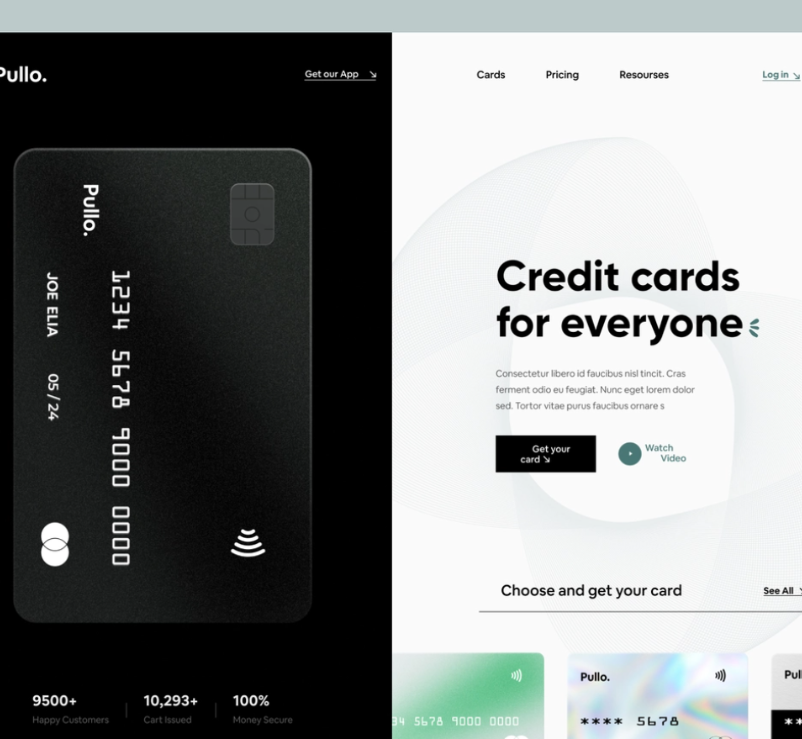 Pullo.
Get our App
Pullo.
1234 5678 9000 0000
JOE ELIA 05/24
9500+
Happy Customers
10,293+
Cart Issued
100%
Money Secure
Cards
Pricing
Resourses
Log in
Credit cards
for everyone
Consectetur libero id faucibus nisl tincit. Cras
ferment odio eu feugiat. Nunc eget lorem dolor
sed. Tortor vitae purus faucibus ornare s
Get your
card
Watch
Video
Choose and get your card
See All
34 5678 9000 0000
Pullo.
**** 5678
Pull
**